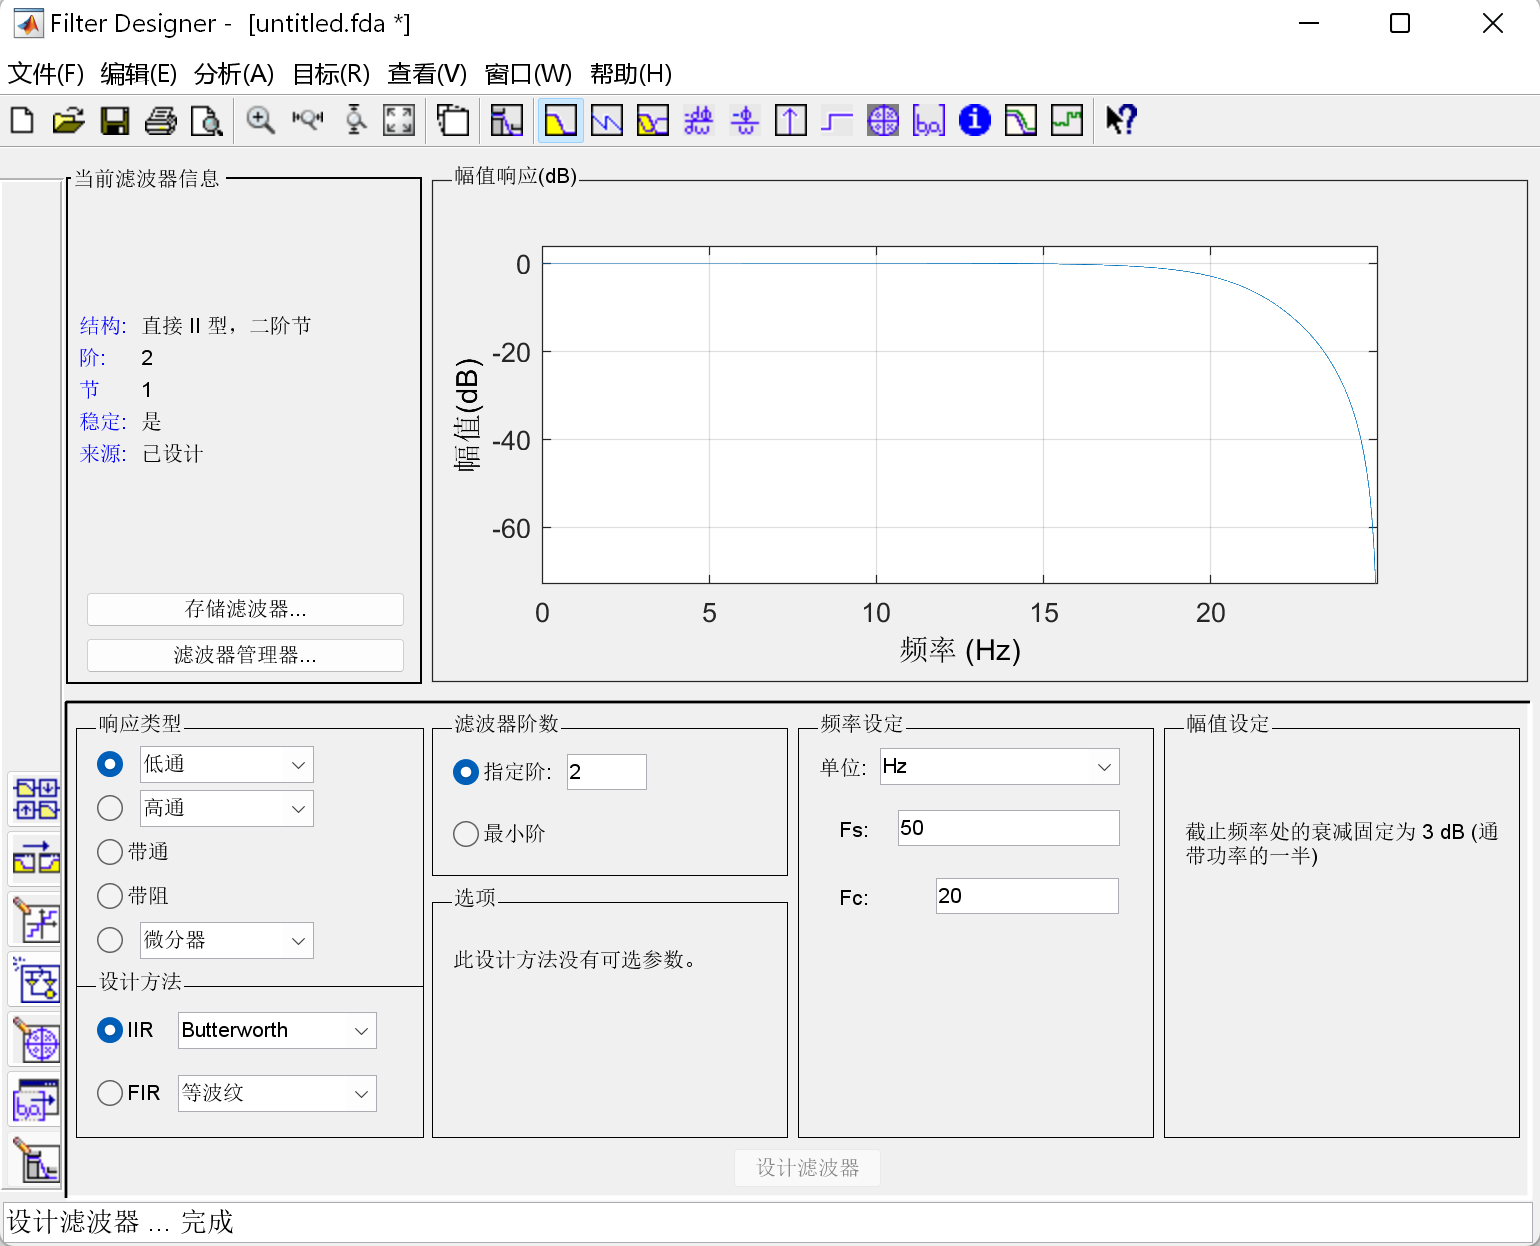 Filter Designer - [untitled.fda *]
文件(F) 编辑(E) 分析(A) 目标(R) 查看(V) 窗口(W) 帮助(H)
当前滤波器信息
结构: 直接 II 型，二阶节
阶: 2
节 1
稳定: 是
来源: 已设计
存储滤波器...
滤波器管理器...
幅值响应(dB)
幅值(dB)
0
-20
-40
-60
0 5 10 15 20
频率 (Hz)
响应类型
低通
高通
带通
带阻
微分器
设计方法
IIR Butterworth
FIR 等波纹
滤波器阶数
指定阶: 2
最小阶
选项
此设计方法没有可选参数。
频率设定
单位: Hz
Fs: 50
Fc: 20
幅值设定
截止频率处的衰减固定为 3 dB (通
带功率的一半)
设计滤波器
设计滤波器 ... 完成